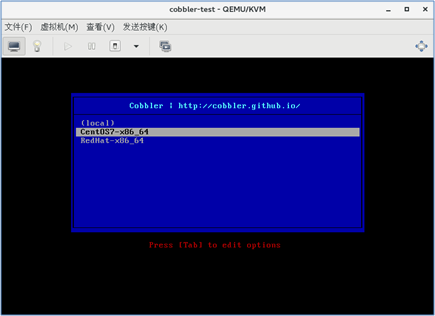 cobbler-test - QEMU/KVM
文件(F) 虚拟机(M) 查看(V) 发送按键(K)
Cobbler | http://cobbler.github.io/
(local)
CentOS7-x86_64
RedHat-x86_64
Press [Tab] to edit options